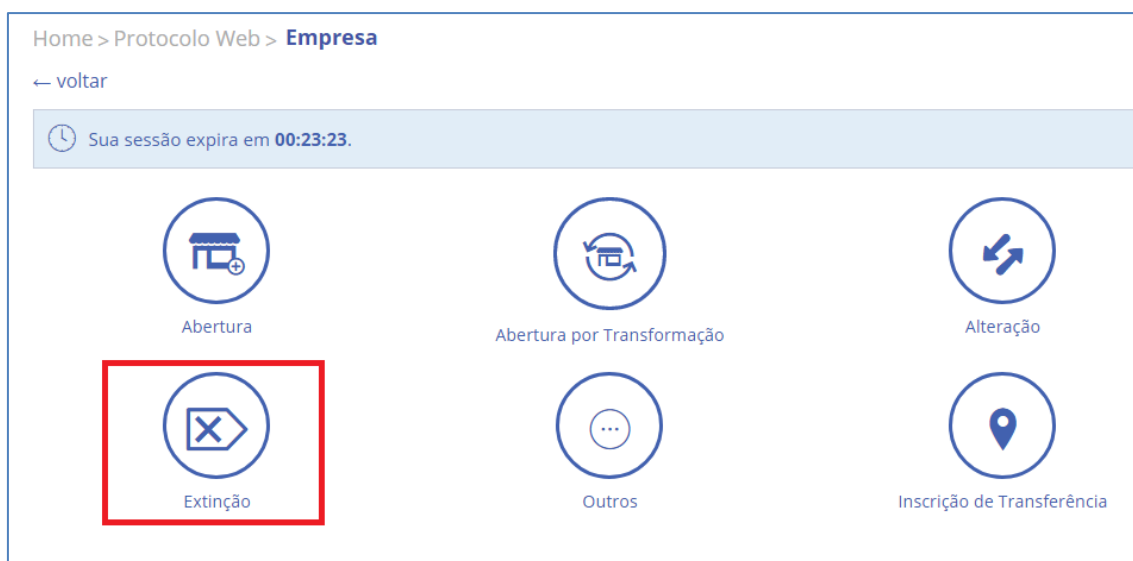 Home > Protocolo Web > Empresa
← voltar
Sua sessão expira em 00:23:23.
Abertura
Abertura por Transformação
Alteração
Extinção
Outros
Inscrição de Transferência